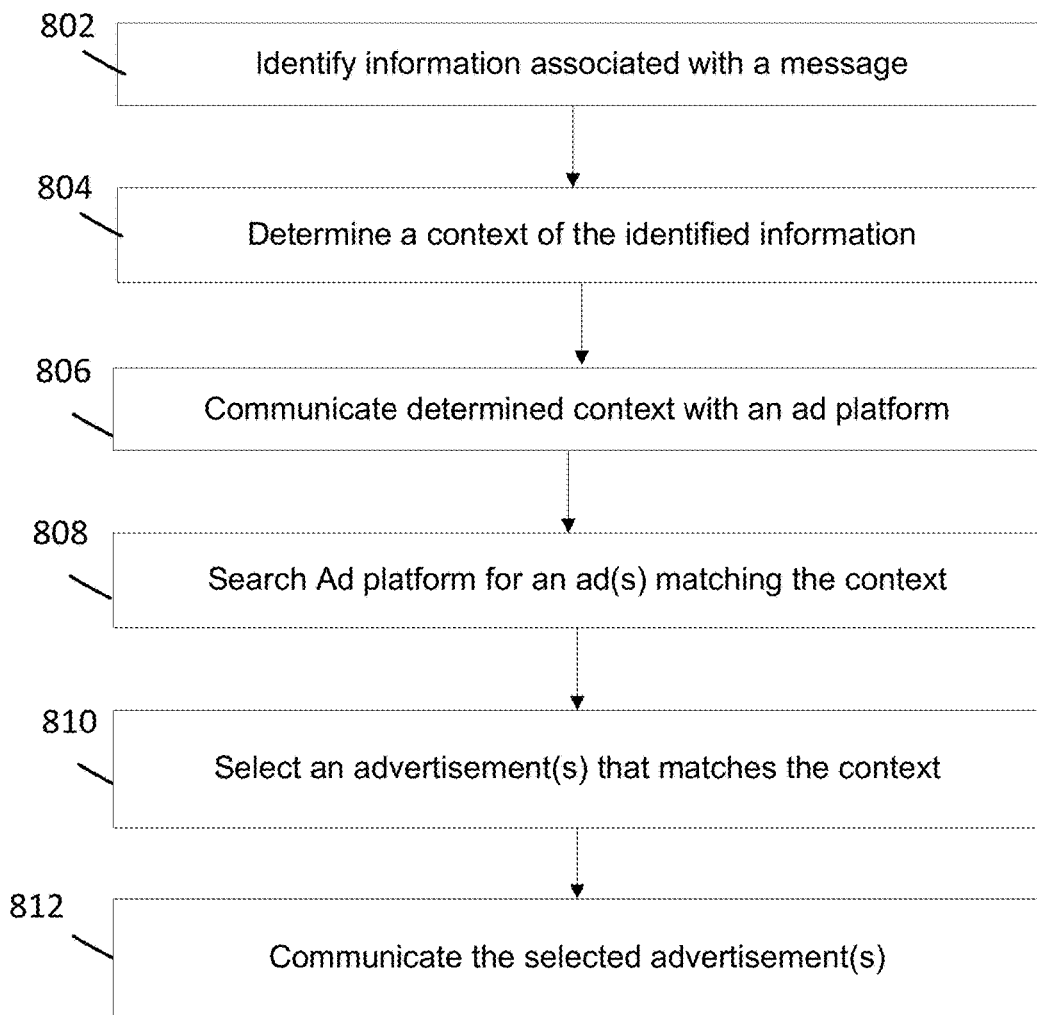 802
Identify information associated with a message
804
Determine a context of the identified information
806
Communicate determined context with an ad platform
808
Search Ad platform for an ad(s) matching the context
810
Select an advertisement(s) that matches the context
812
Communicate the selected advertisement(s)